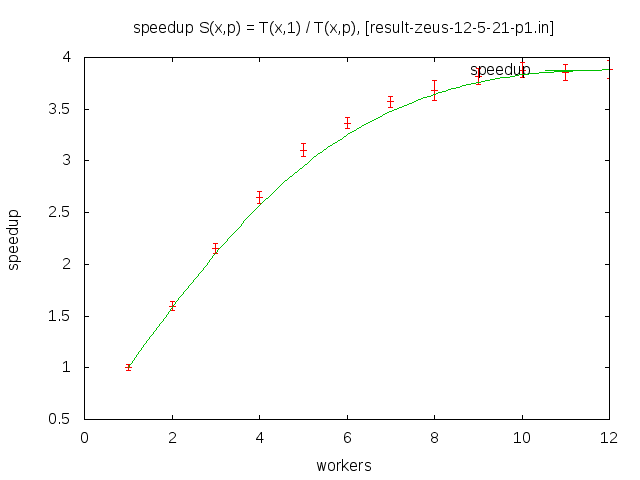 speedup S(x,p) = T(x,1) / T(x,p), [result-zeus-12-5-21-p1.in]
speedup
4
3.5
3
2.5
2
1.5
1
0.5
speedup
0 2 4 6 8 10 12
workers